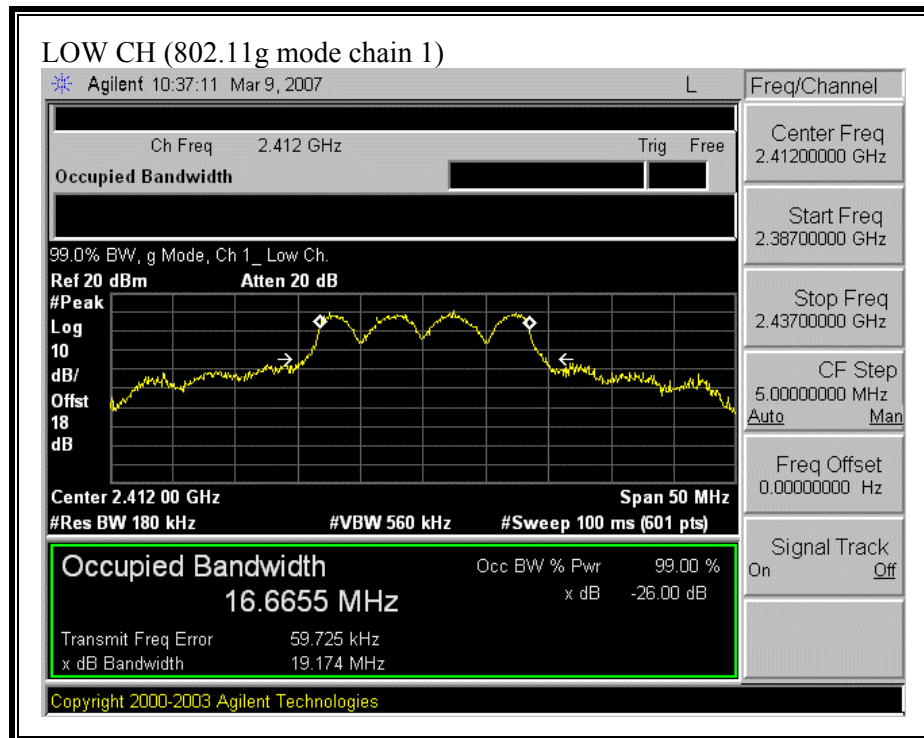 LOW CH (802.11g mode chain 1)
Agilent 10:37:11 Mar 9, 2007 L
Freq/Channel
Ch Freq 2.412 GHz Trig Free
Occupied Bandwidth
Center Freq
2.41200000 GHz
Start Freq
2.38700000 GHz
Stop Freq
2.43700000 GHz
CF Step
5.00000000 MHz
Auto Man
Freq Offset
0.00000000 Hz
Signal Track
On Off
99.0% BW, g Mode, Ch 1_ Low Ch.
Ref 20 dBm Atten 20 dB
#Peak
Log
10
dB/
Offst
18
dB
Center 2.412 00 GHz Span 50 MHz
#Res BW 180 kHz #VBW 560 kHz #Sweep 100 ms (601 pts)
Occupied Bandwidth Occ BW % Pwr 99.00 %
16.6655 MHz x dB -26.00 dB
Transmit Freq Error 59.725 kHz
x dB Bandwidth 19.174 MHz
Copyright 2000-2003 Agilent Technologies